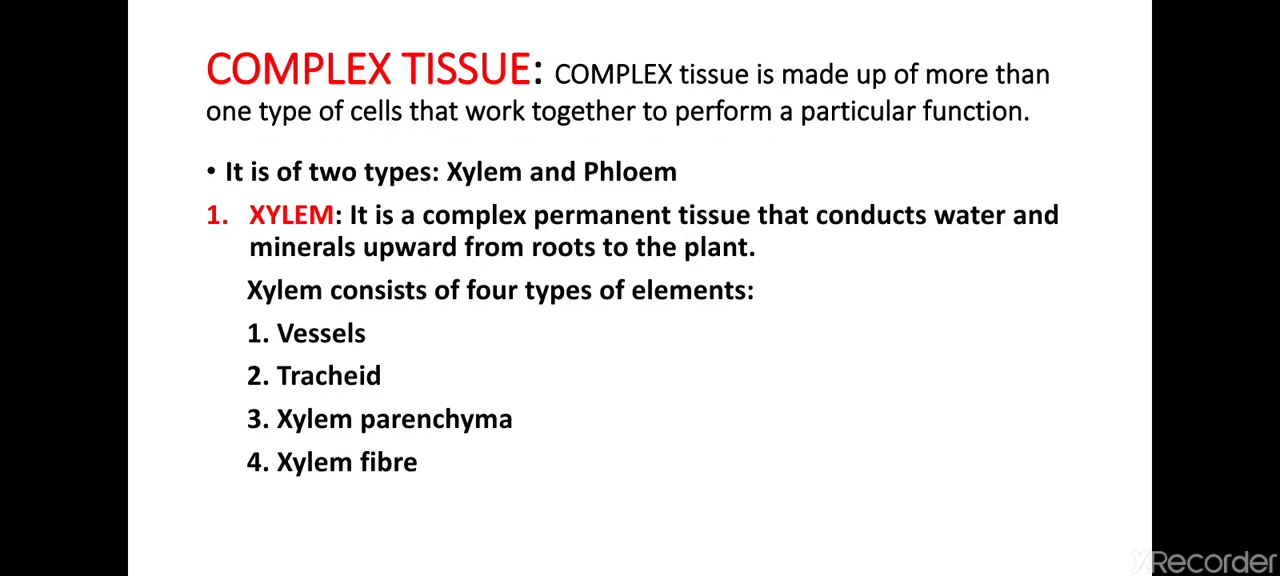 COMPLEX TISSUE: COMPLEX tissue is made up of more than
one type of cells that work together to perform a particular function.
• It is of two types: Xylem and Phloem
1. XYLEM: It is a complex permanent tissue that conducts water and
minerals upward from roots to the plant.
Xylem consists of four types of elements:
1. Vessels
2. Tracheid
3. Xylem parenchyma
4. Xylem fibre
XRecorder